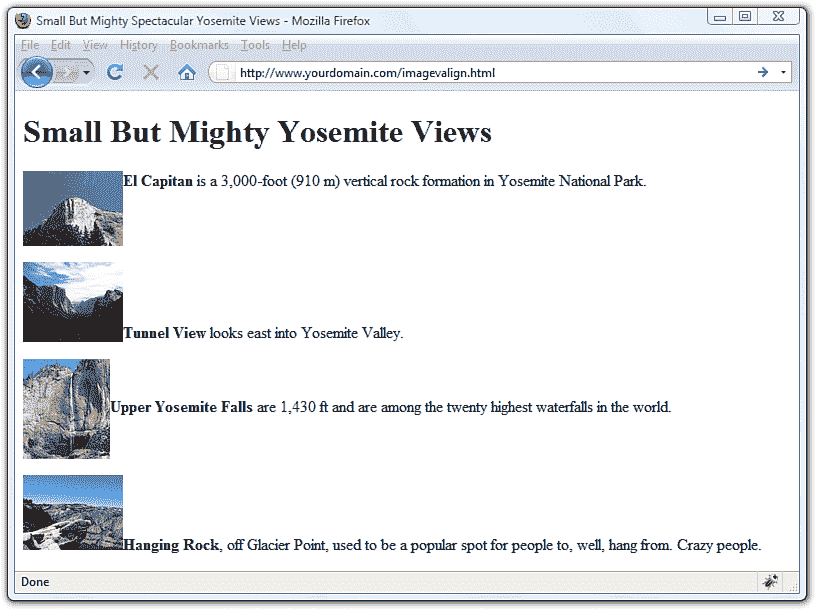 Small But Mighty Spectacular Yosemite Views - Mozilla Firefox
File Edit View History Bookmarks Tools Help
http://www.yourdomain.com/imagevalign.html
Small But Mighty Yosemite Views
El Capitan is a 3,000-foot (910 m) vertical rock formation in Yosemite National Park.
Tunnel View looks east into Yosemite Valley.
Upper Yosemite Falls are 1,430 ft and are among the twenty highest waterfalls in the world.
Hanging Rock, off Glacier Point, used to be a popular spot for people to, well, hang from. Crazy people.
Done